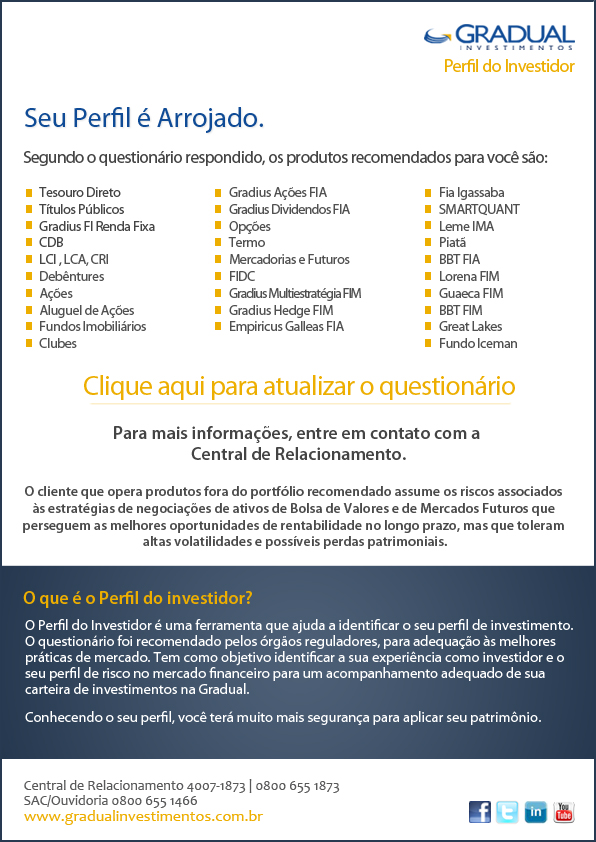 GRADUAL
INVESTIMENTOS
Perfil do Investidor
Seu Perfil é Arrojado.
Segundo o questionário respondido, os produtos recomendados para você são:
Tesouro Direto
Títulos Públicos
Gradius FI Renda Fixa
CDB
LCI , LCA, CRI
Debêntures
Ações
Aluguel de Ações
Fundos Imobiliários
Clubes
Gradius Ações FIA
Gradius Dividendos FIA
Opções
Termo
Mercadorias e Futuros
FIDC
Gradius Multiestratégia FIM
Gradius Hedge FIM
Empiricus Galleas FIA
Fia Igassaba
SMARTQUANT
Leme IMA
Piatã
BBT FIA
Lorena FIM
Guaeca FIM
BBT FIM
Great Lakes
Fundo Iceman
Clique aqui para atualizar o questionário
Para mais informações, entre em contato com a
Central de Relacionamento.
O cliente que opera produtos fora do portfólio recomendado assume os riscos associados
às estratégias de negociações de ativos de Bolsa de Valores e de Mercados Futuros que
perseguem as melhores oportunidades de rentabilidade no longo prazo, mas que toleram
altas volatilidades e possíveis perdas patrimoniais.
O que é o Perfil do investidor?
O Perfil do Investidor é uma ferramenta que ajuda a identificar o seu perfil de investimento.
O questionário foi recomendado pelos órgãos reguladores, para adequação às melhores
práticas de mercado. Tem como objetivo identificar a sua experiência como investidor e o
seu perfil de risco no mercado financeiro para um acompanhamento adequado de sua
carteira de investimentos na Gradual.
Conhecendo o seu perfil, você terá muito mais segurança para aplicar seu patrimônio.
Central de Relacionamento 4007-1873 | 0800 655 1873
SAC/Ouvidoria 0800 655 1466
www.gradualinvestimentos.com.br
f
t
in
You
Tube